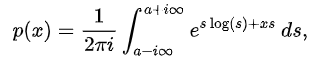 p(x) = \frac{1}{2\pi i} \int_{a-i\infty}^{a+i\infty} e^{s \log(s)+xs} \, ds,